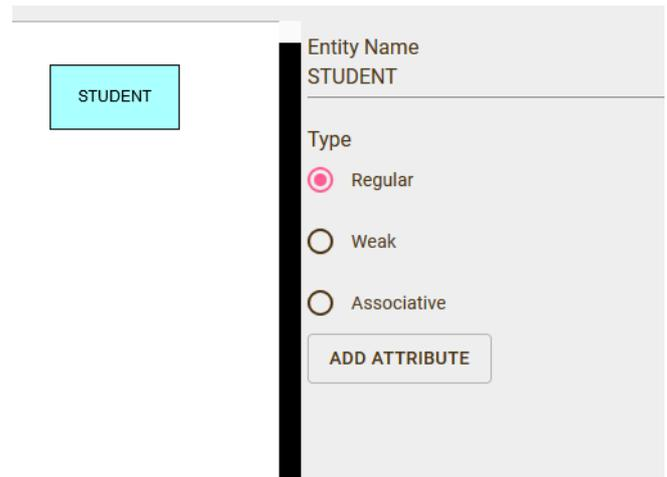 STUDENT
Entity Name
STUDENT
Type
Regular
Weak
Associative
ADD ATTRIBUTE